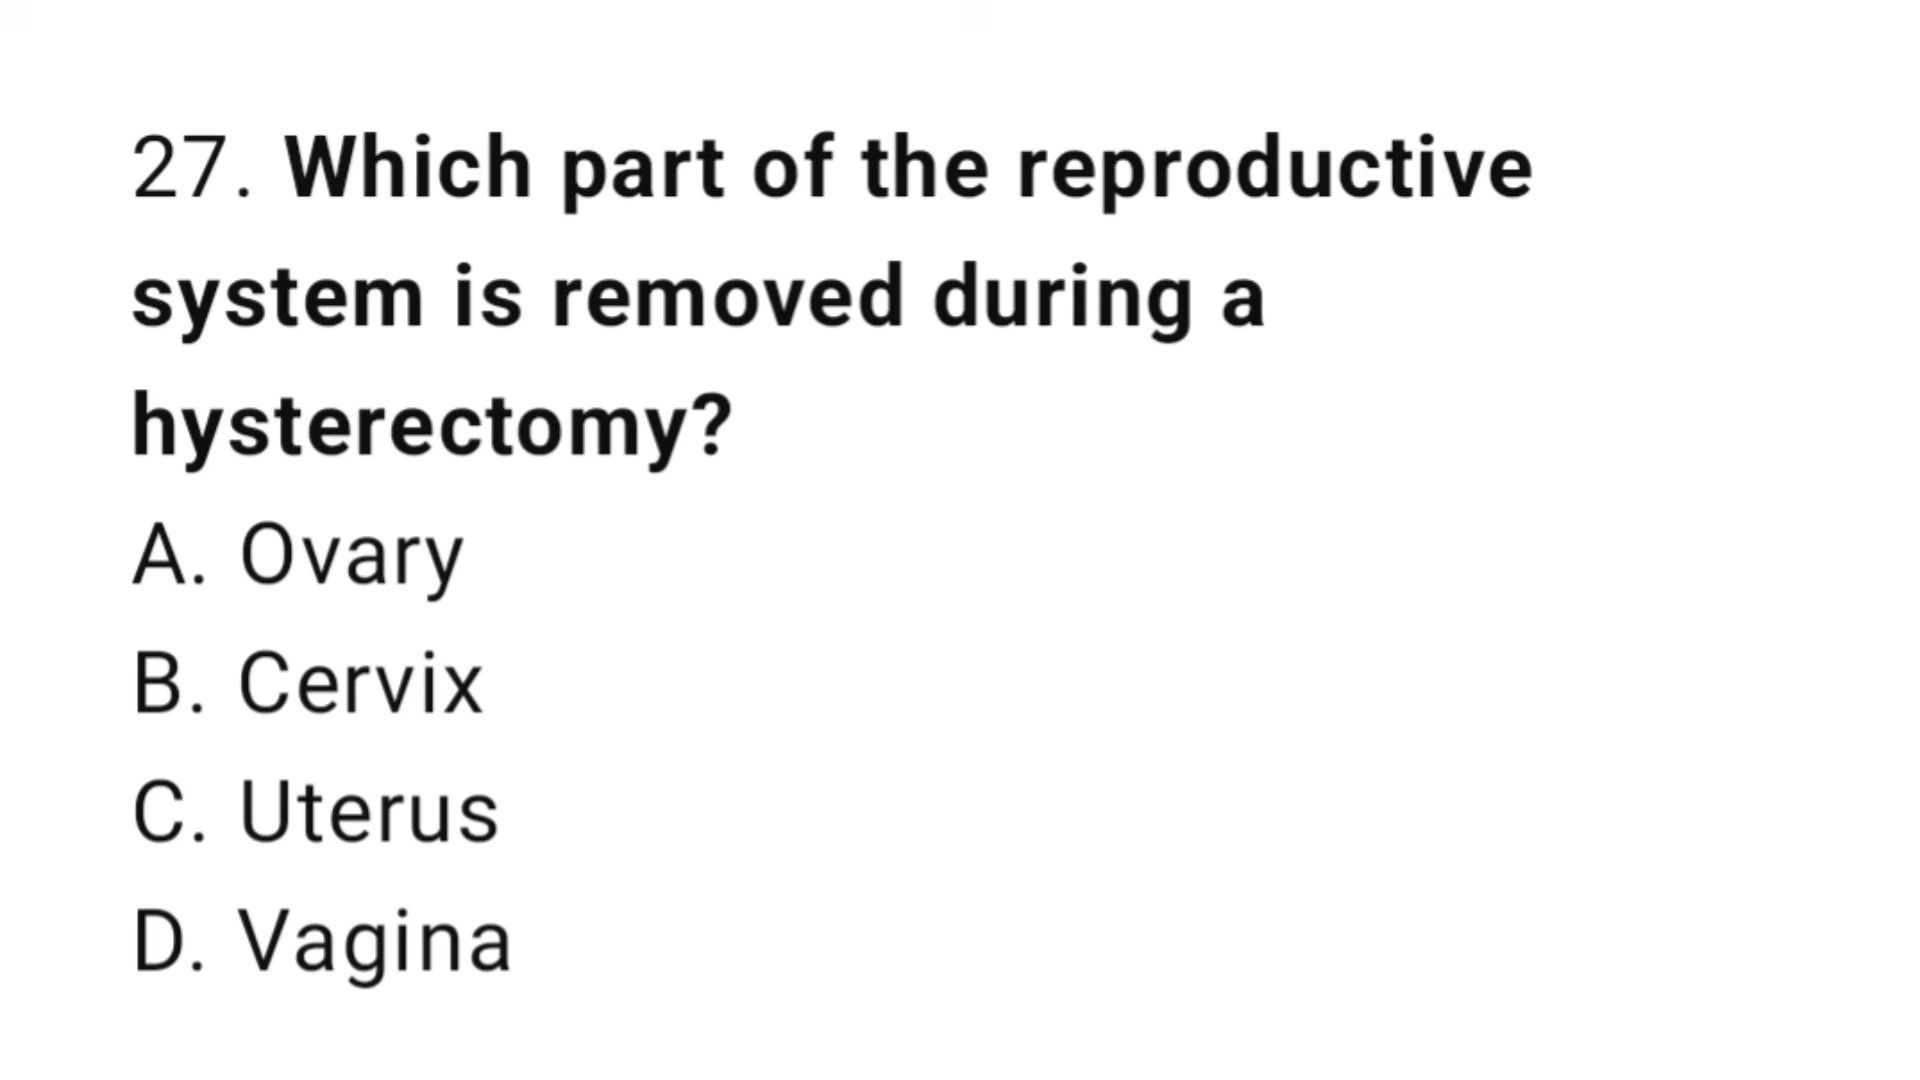 27. Which part of the reproductive
system is removed during a
hysterectomy?
A. Ovary
B. Cervix
C. Uterus
D. Vagina